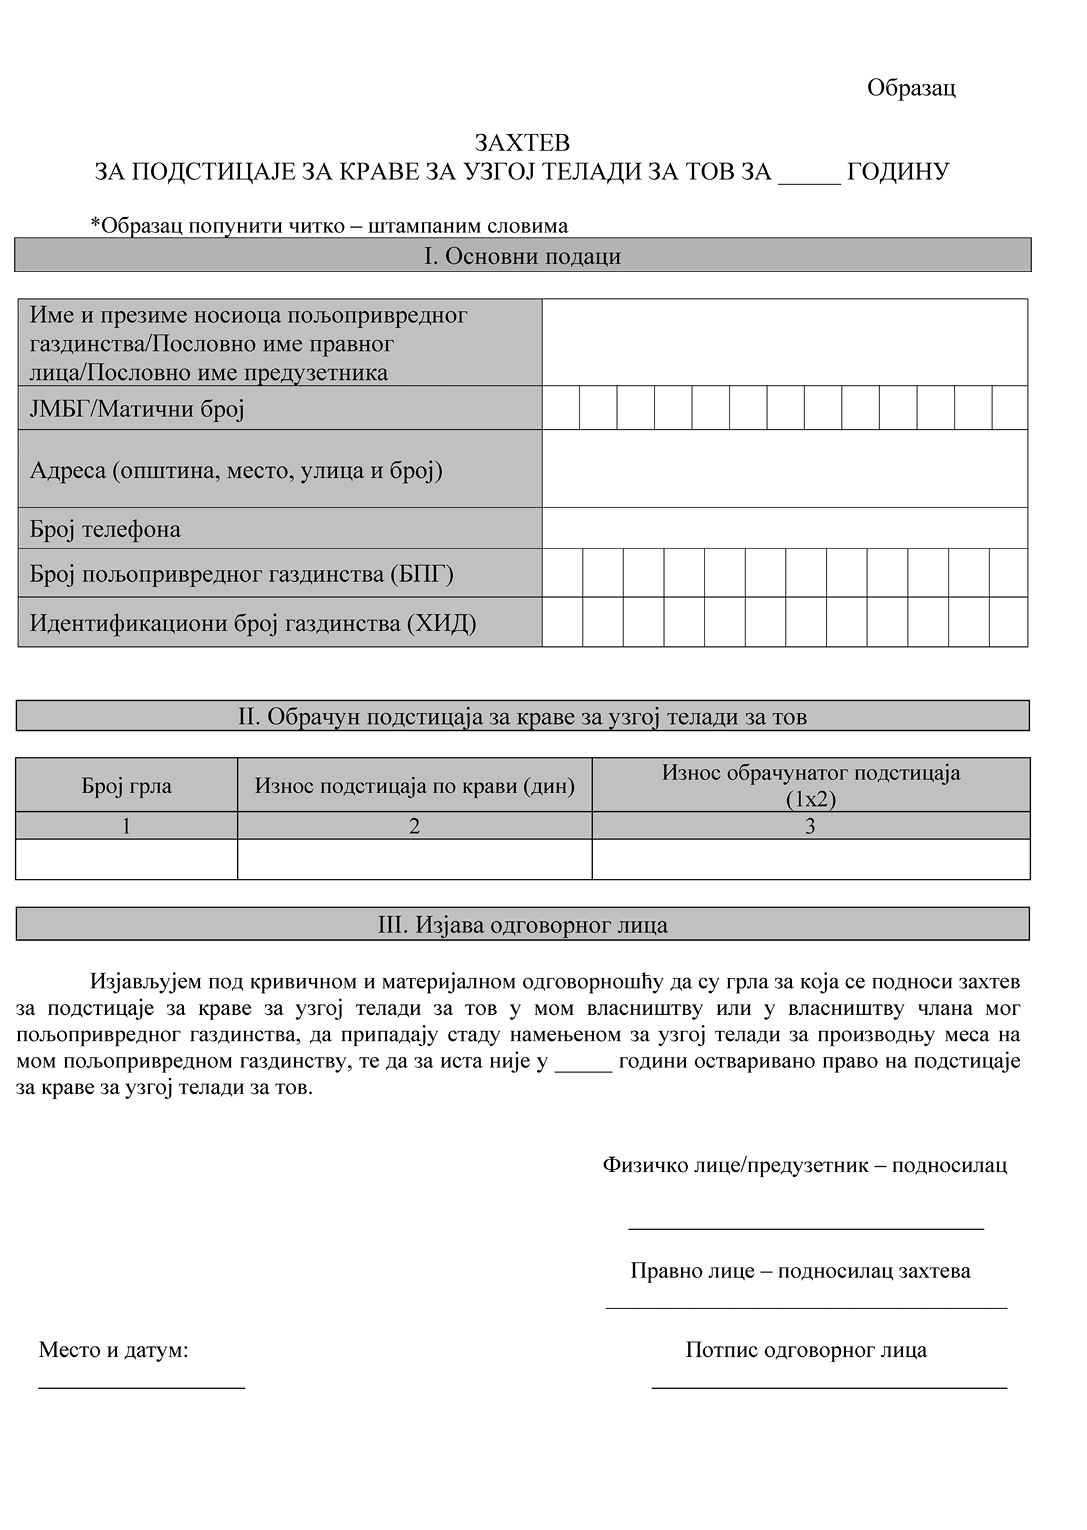 Образац
ЗАХТЕВ
ЗА ПОДСТИЦАЈЕ ЗА КРАВЕ ЗА УЗГОЈ ТЕЛАДИ ЗА ТОВ ЗА _____ ГОДИНУ
*Образац попунити читко – штампаним словима
I. Основни подаци
Име и презиме носиоца пољопривредног
газдинства/Пословно име правног
лица/Пословно име предузетника
ЈМБГ/Матични број
Адреса (општина, место, улица и број)
Број телефона
Број пољопривредног газдинства (БПГ)
Идентификациони број газдинства (ХИД)
II. Обрачун подстицаја за краве за узгој телади за тов
Број грла
Износ подстицаја по крави (дин)
Износ обрачунатог подстицаја
(1x2)
1
2
3
III. Изјава одговорног лица
Изјављујем под кривичном и материјалном одговорношћу да су грла за која се подноси захтев
за подстицаје за краве за узгој телади за тов у мом власништву или у власништву члана мог
пољопривредног газдинства, да припадају стаду намењеном за узгој телади за производњу меса на
мом пољопривредном газдинству, те да за иста није у _____ години остваривано право на подстицаје
за краве за узгој телади за тов.
Физичко лице/предузетник – подносилац
Правно лице – подносилац захтева
Место и датум:
Потпис одговорног лица